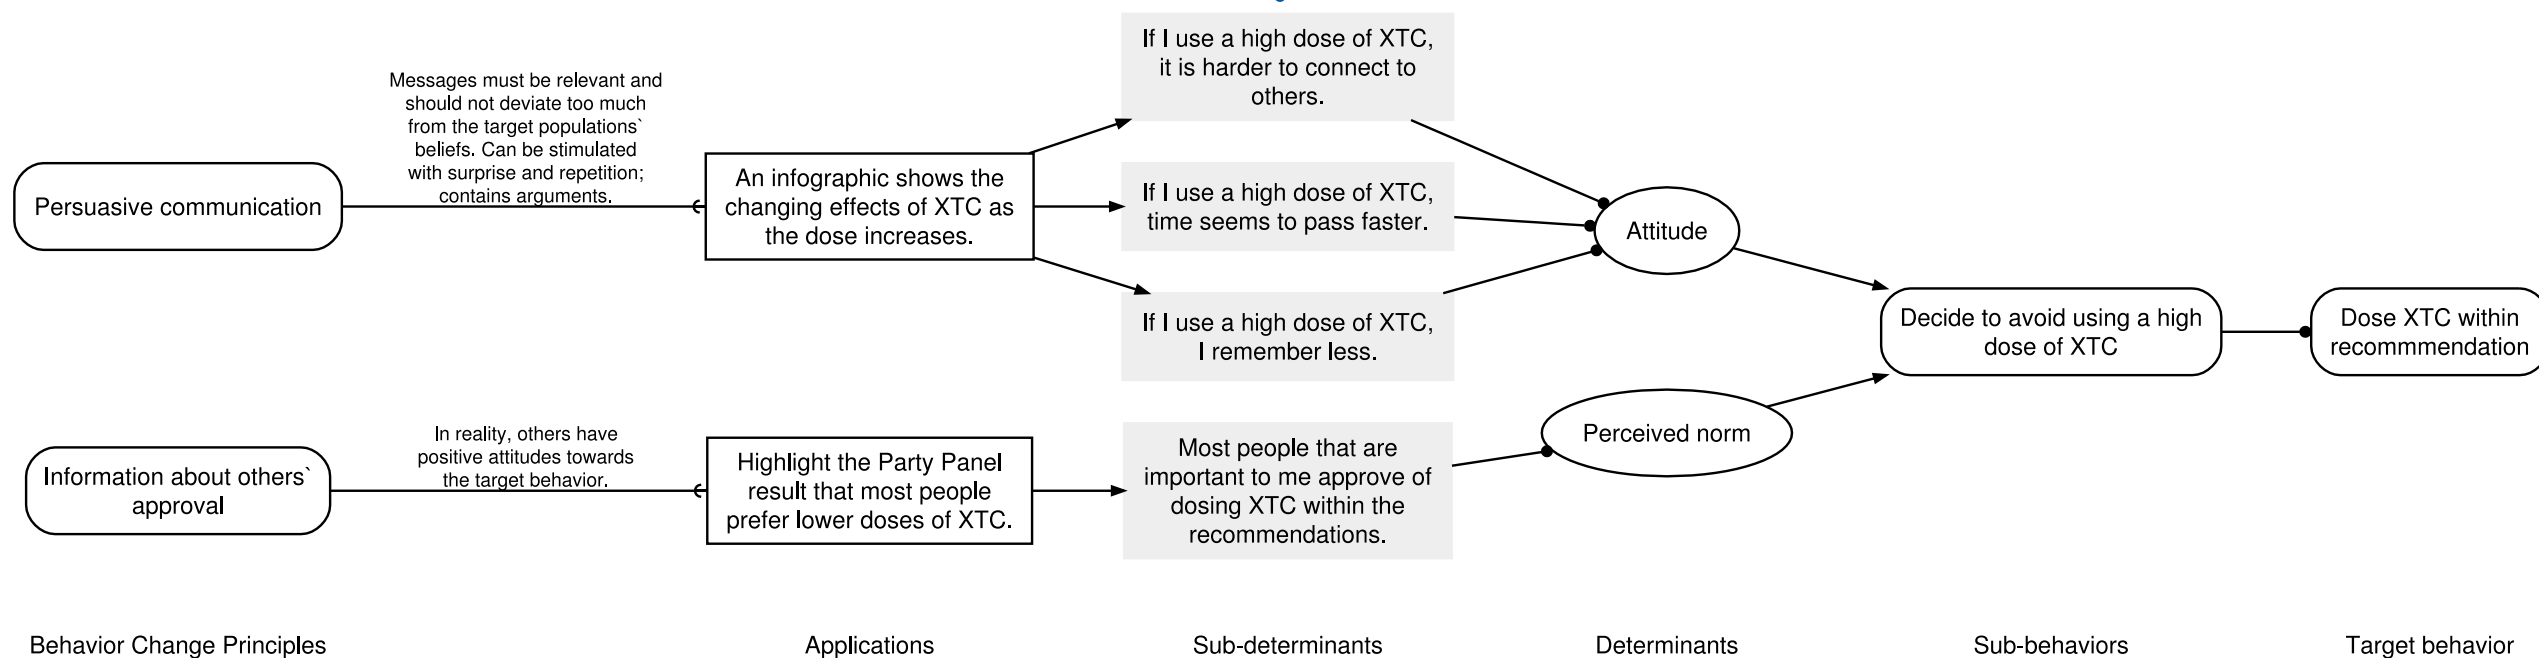 If I use a high dose of XTC,
it is harder to connect to
others.
Messages must be relevant and
should not deviate too much
from the target populations`
beliefs. Can be stimulated
with surprise and repetition;
contains arguments.
Persuasive communication
An infographic shows the
changing effects of XTC as
the dose increases.
If I use a high dose of XTC,
time seems to pass faster.
Attitude
If I use a high dose of XTC,
I remember less.
Decide to avoid using a high
dose of XTC
Dose XTC within
recommmendation
In reality, others have
positive attitudes towards
the target behavior.
Information about others`
approval
Highlight the Party Panel
result that most people
prefer lower doses of XTC.
Most people that are
important to me approve of
dosing XTC within the
recommendations.
Perceived norm
Behavior Change Principles
Applications
Sub-determinants
Determinants
Sub-behaviors
Target behavior